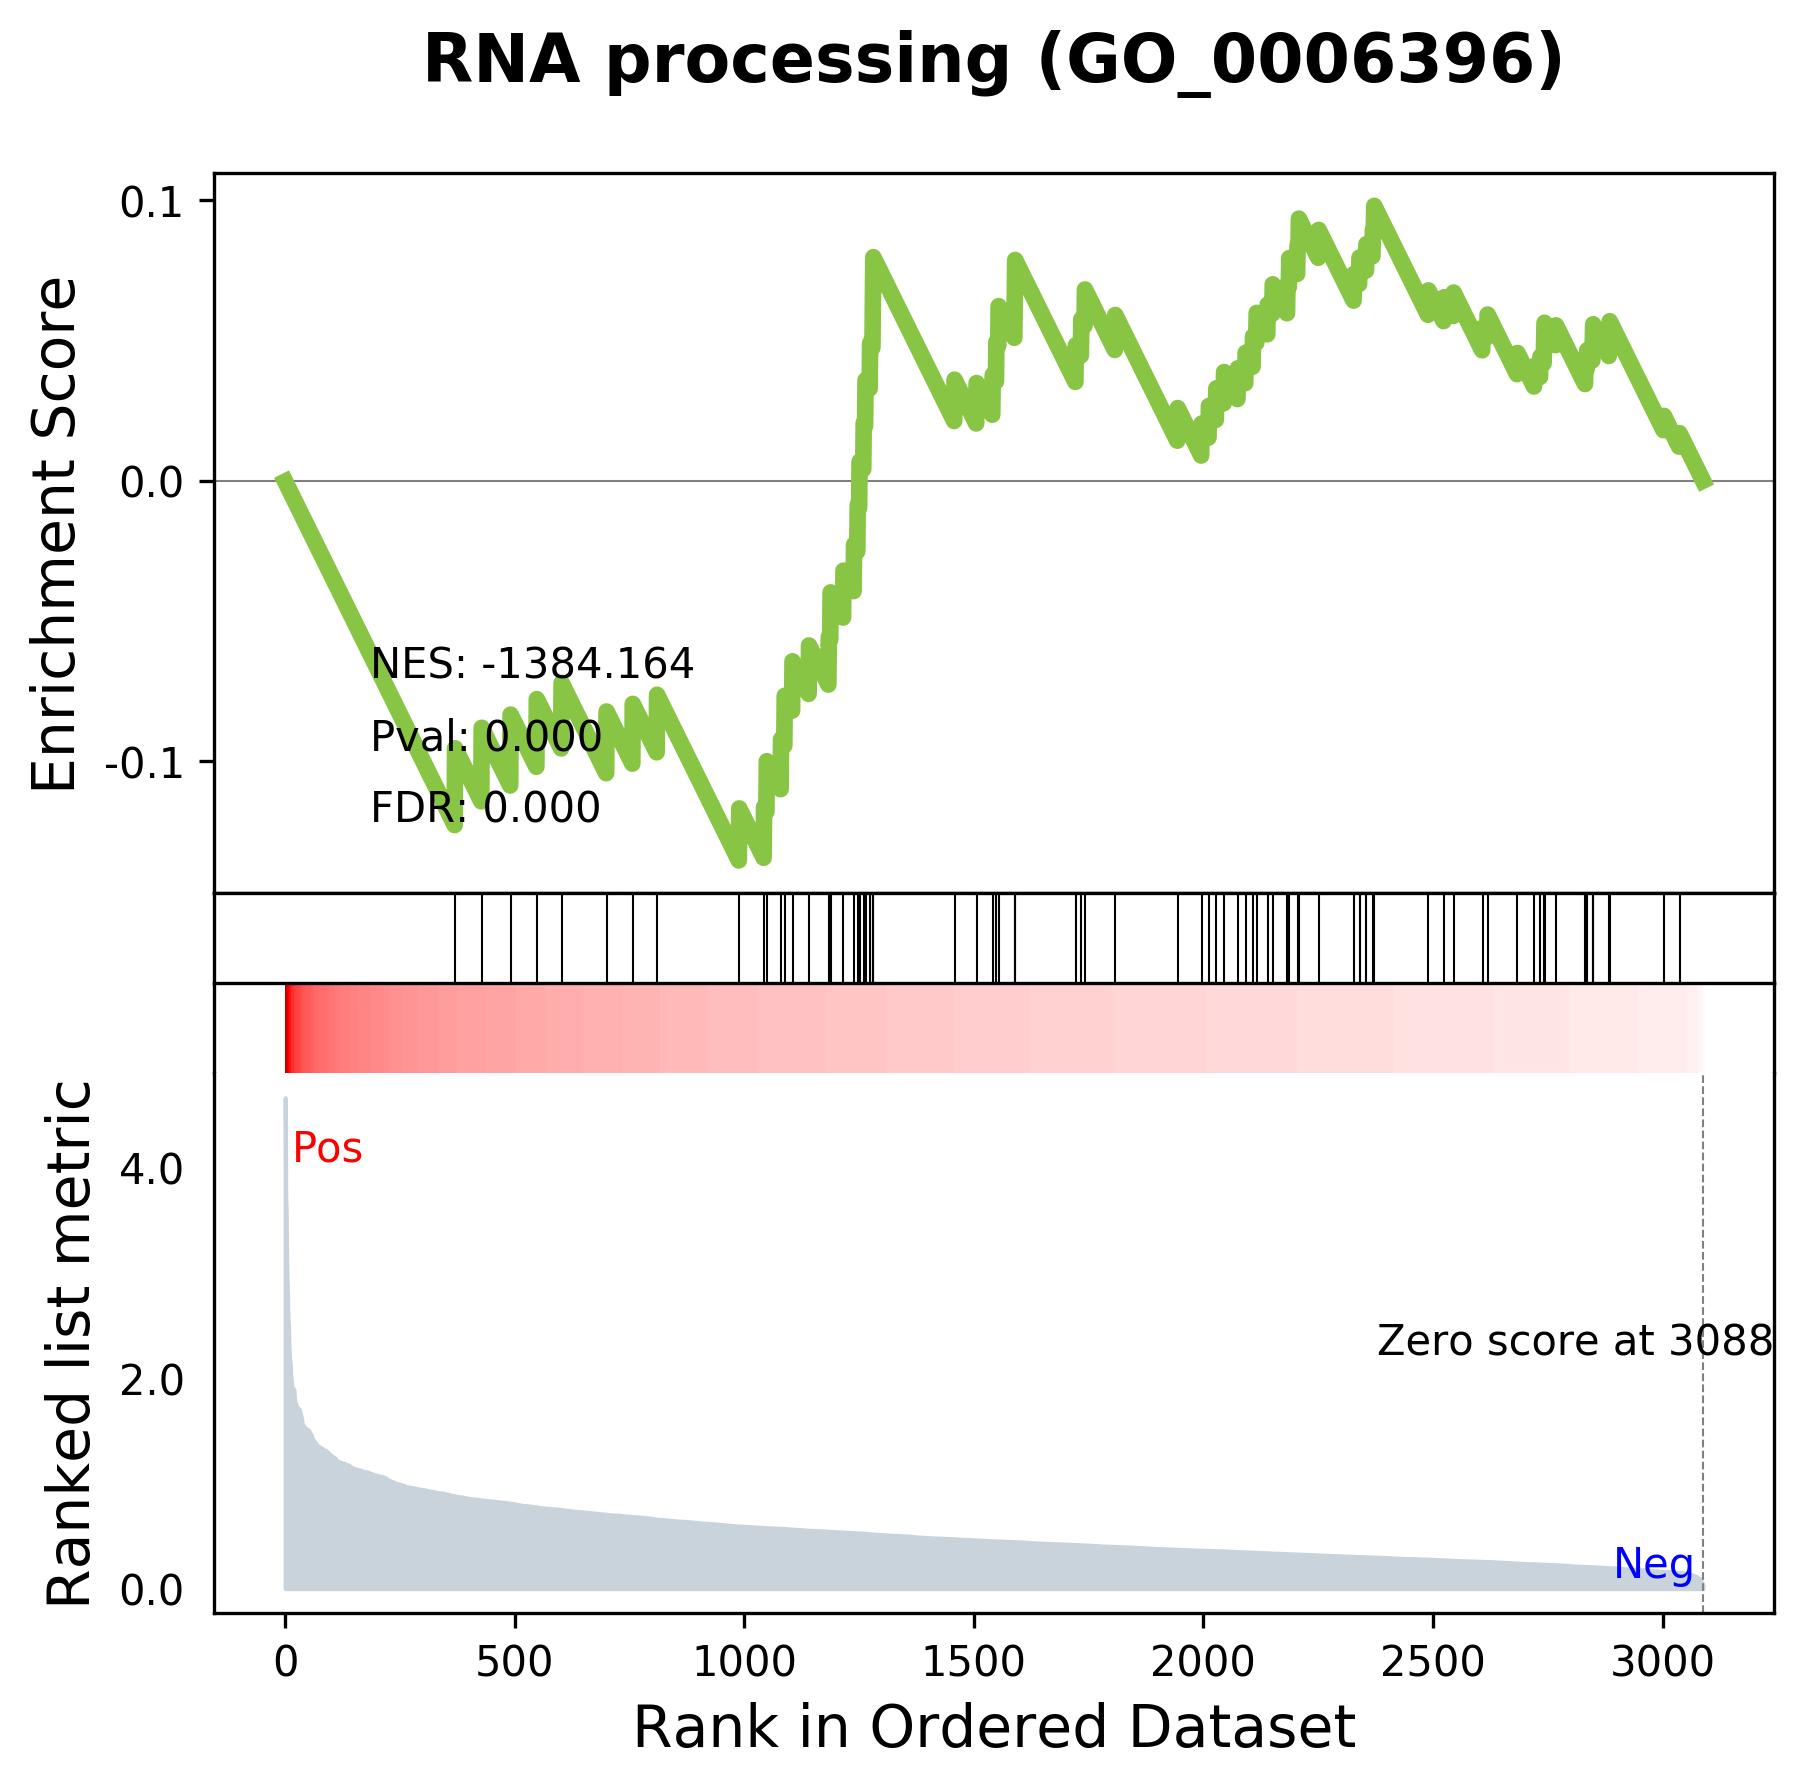 RNA processing (GO_0006396)
Enrichment Score
0.1
0.0
-0.1
NES: -1384.164
Pval: 0.000
FDR: 0.000
Ranked list metric
4.0
2.0
0.0
Pos
Zero score at 3088
Neg
0 500 1000 1500 2000 2500 3000
Rank in Ordered Dataset